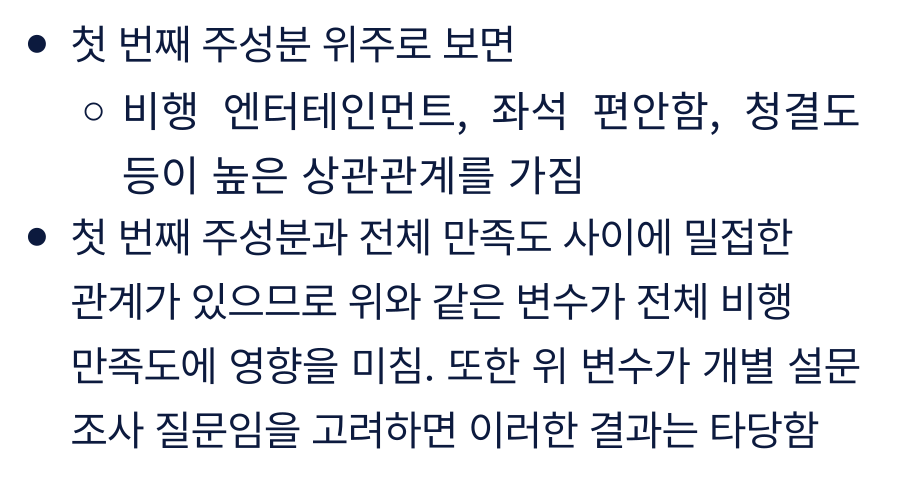 ● 첫 번째 주성분 위주로 보면
○ 비행 엔터테인먼트, 좌석 편안함, 청결도
등이 높은 상관관계를 가짐
● 첫 번째 주성분과 전체 만족도 사이에 밀접한
관계가 있으므로 위와 같은 변수가 전체 비행
만족도에 영향을 미침. 또한 위 변수가 개별 설문
조사 질문임을 고려하면 이러한 결과는 타당함